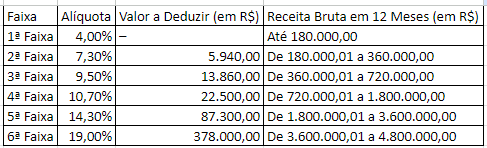 Faixa Alíquota Valor a Deduzir (em R$) Receita Bruta em 12 Meses (em R$)
1ª Faixa 4,00% – Até 180.000,00
2ª Faixa 7,30% 5.940,00 De 180.000,01 a 360.000,00
3ª Faixa 9,50% 13.860,00 De 360.000,01 a 720.000,00
4ª Faixa 10,70% 22.500,00 De 720.000,01 a 1.800.000,00
5ª Faixa 14,30% 87.300,00 De 1.800.000,01 a 3.600.000,00
6ª Faixa 19,00% 378.000,00 De 3.600.000,01 a 4.800.000,00